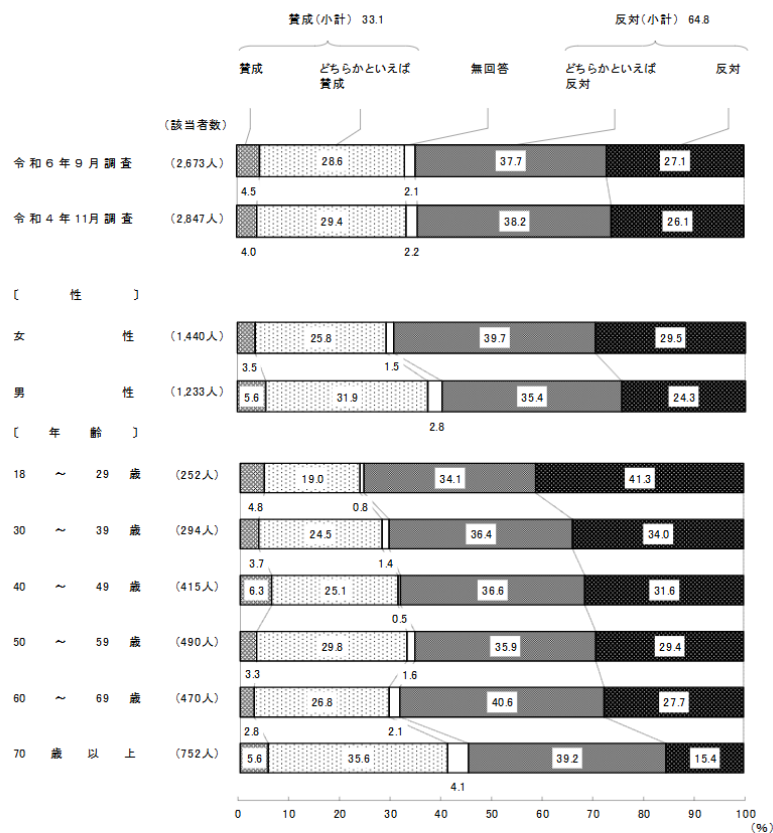 賛成(小計) 33.1 反対(小計) 64.8
賛成 どちらかといえば賛成 無回答 どちらかといえば反対 反対
(該当者数)
令和6年9月調査 (2,673人) 28.6 37.7 27.1
4.5 2.1
令和4年11月調査 (2,847人) 29.4 38.2 26.1
4.0 2.2
〔 性 〕
女 性 (1,440人) 25.8 39.7 29.5
3.5 1.5
男 性 (1,233人) 5.6 31.9 35.4 24.3
2.8
〔 年 齢 〕
18 ～ 29 歳 (252人) 19.0 34.1 41.3
4.8 0.8
30 ～ 39 歳 (294人) 24.5 36.4 34.0
3.7 1.4
40 ～ 49 歳 (415人) 6.3 25.1 36.6 31.6
0.5
50 ～ 59 歳 (490人) 29.8 35.9 29.4
3.3 1.6
60 ～ 69 歳 (470人) 26.8 40.6 27.7
2.8 2.1
70 歳 以 上 (752人) 5.6 35.6 39.2 15.4
4.1
0 10 20 30 40 50 60 70 80 90 100
(%)